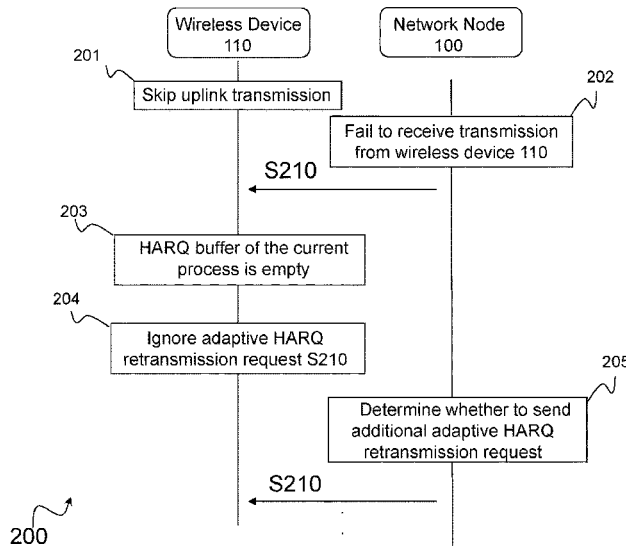 Wireless Device
110
Network Node
100
201
Skip uplink transmission
202
Fail to receive transmission
from wireless device 110
S210
203
HARQ buffer of the current
process is empty
204
Ignore adaptive HARQ
retransmission request S210
205
Determine whether to send
additional adaptive HARQ
retransmission request
S210
200